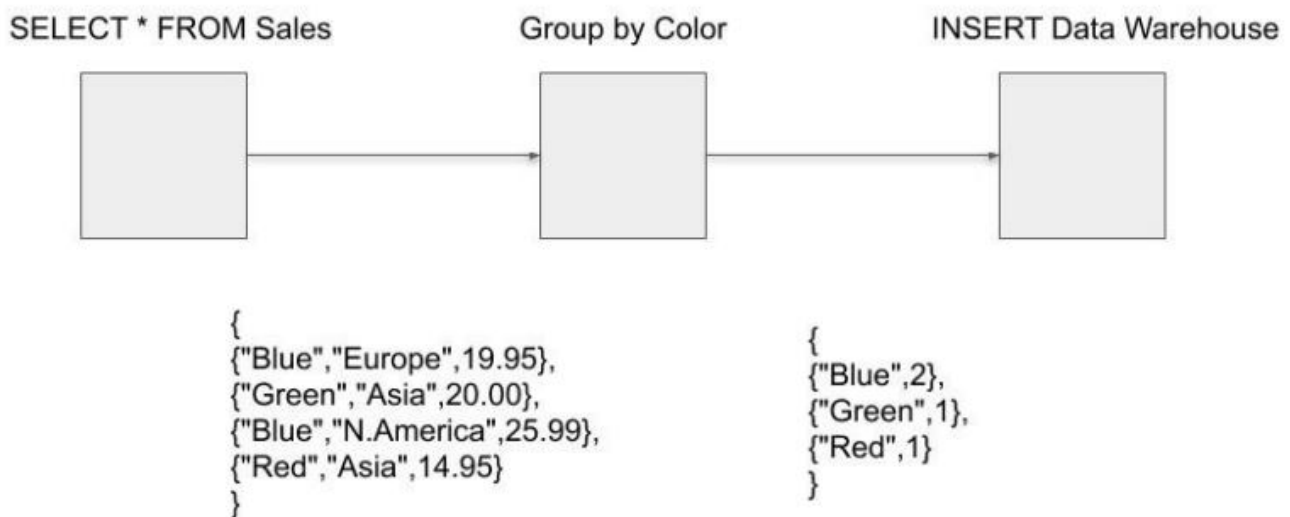 SELECT * FROM Sales
Group by Color
INSERT Data Warehouse
{
{"Blue","Europe",19.95},
{"Green","Asia",20.00},
{"Blue","N.America",25.99},
{"Red","Asia",14.95}
}
{
{"Blue",2},
{"Green",1},
{"Red",1}
}